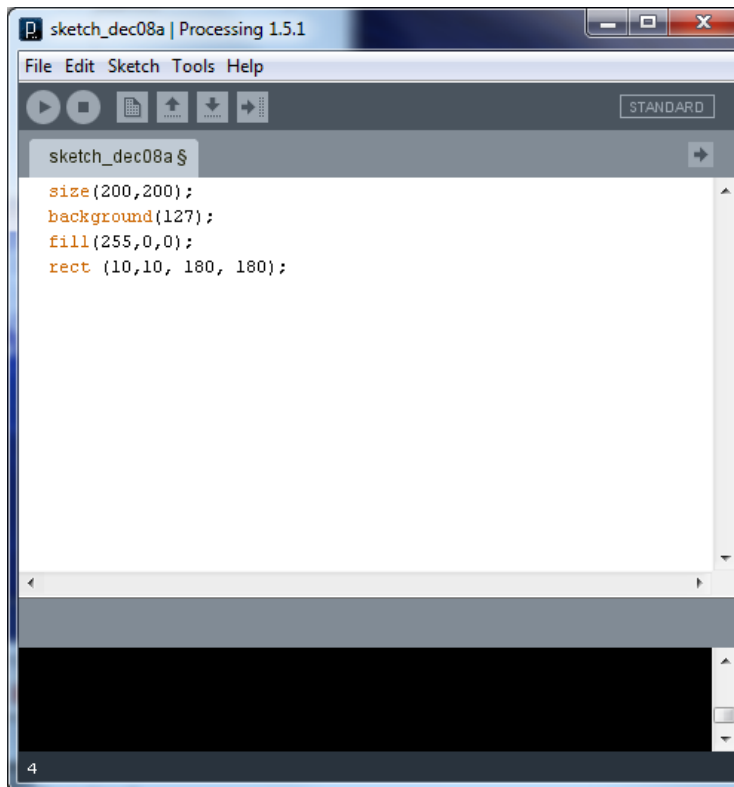 sketch_dec08a | Processing 1.5.1
File Edit Sketch Tools Help
STANDARD
sketch_dec08a §
size(200,200);
background(127);
fill(255,0,0);
rect (10,10, 180, 180);
4